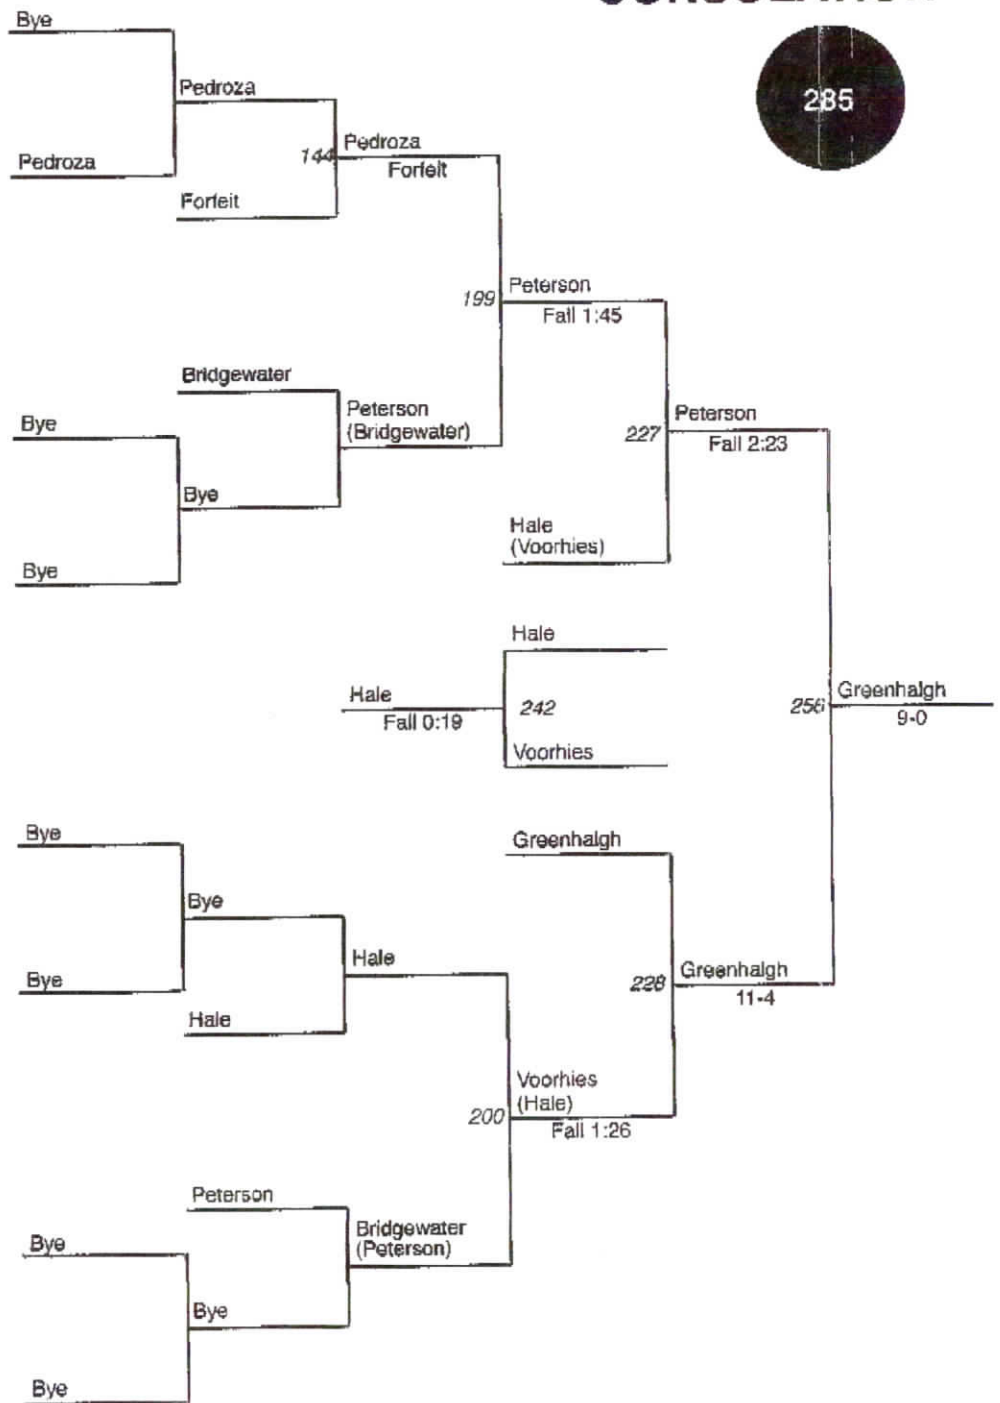 Bye
285
Pedroza
144
Pedroza
Forfeit
Pedroza
Forfeit
199
Peterson
Fall 1:45
Bridgewater
Peterson
(Bridgewater)
Bye
Bye
Bye
227
Peterson
Fall 2:23
Hale
(Voorhies)
Hale
Hale
Fall 0:19
242
Voorhies
256
Greenhalgh
9-0
Bye
Greenhalgh
Bye
Hale
Bye
Hale
228
Greenhalgh
11-4
Voorhies
(Hale)
200
Fall 1:26
Peterson
Bridgewater
(Peterson)
Bye
Bye
Bye